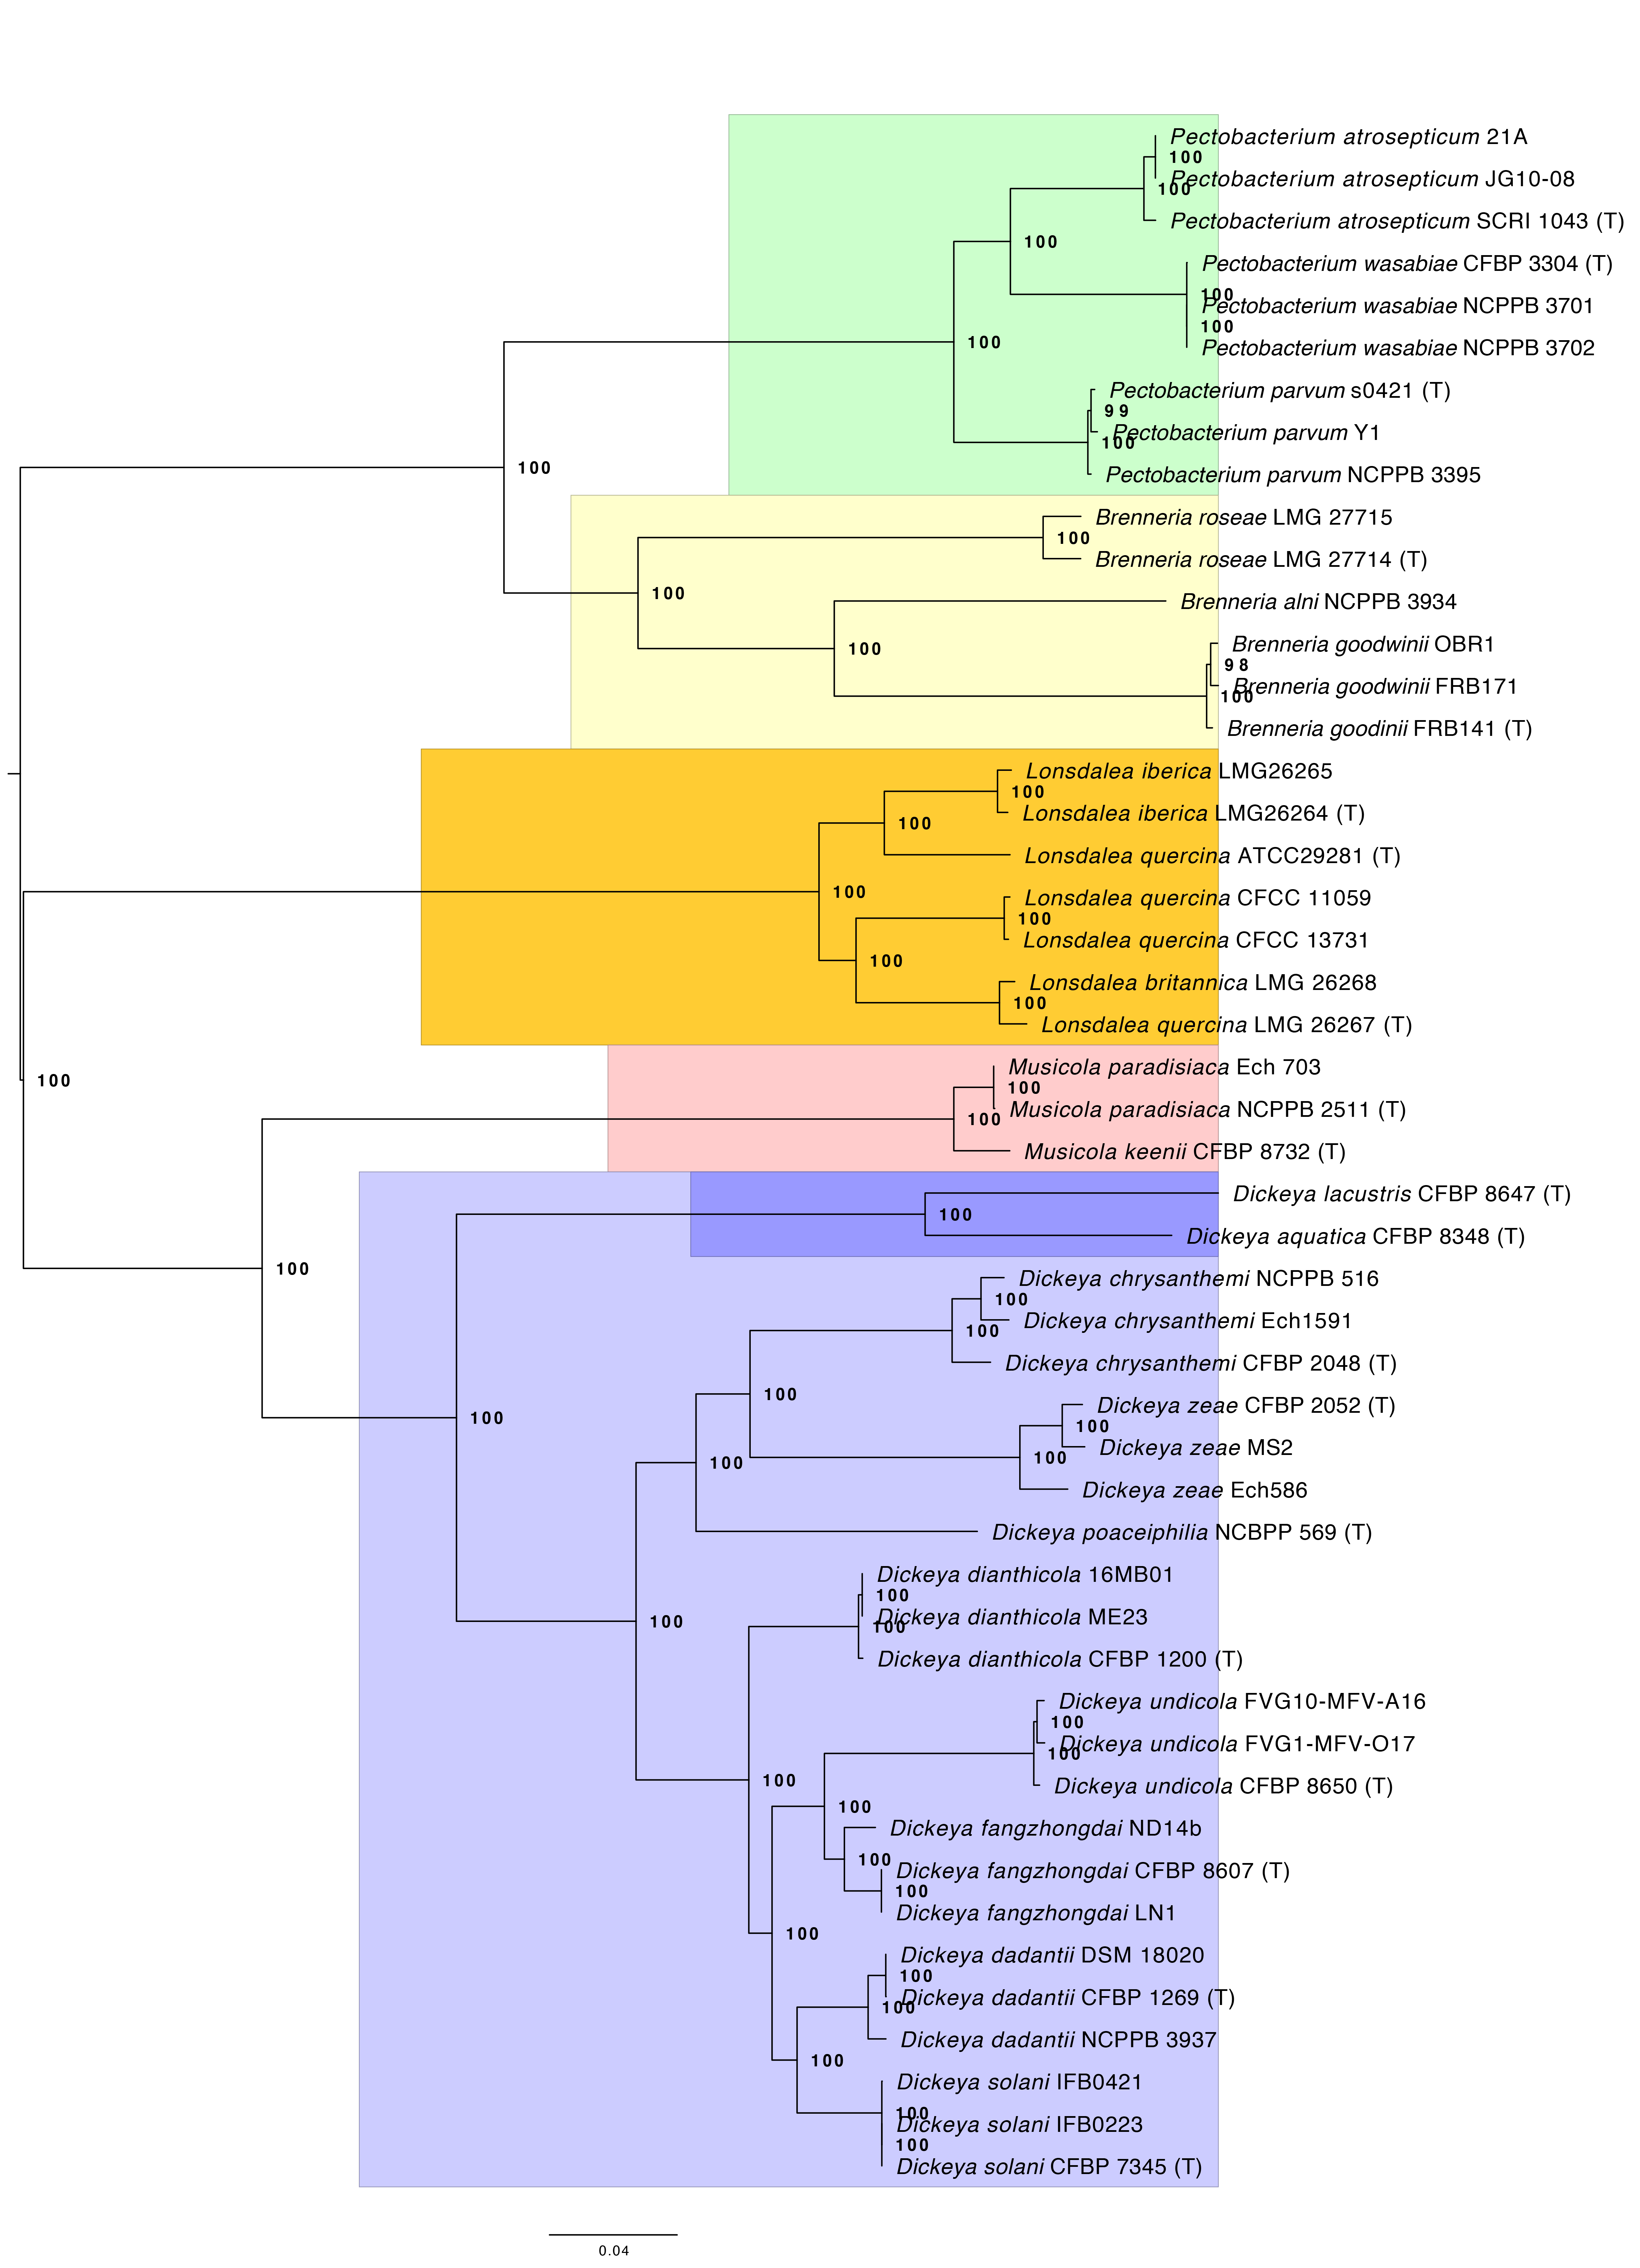 Pectobacterium atrosepticum 21A
100
Pectobacterium atrosepticum JG10-08
100
Pectobacterium atrosepticum SCRI 1043 (T)
100
Pectobacterium wasabiae CFBP 3304 (T)
100
Pectobacterium wasabiae NCPPB 3701
100
Pectobacterium wasabiae NCPPB 3702
100
Pectobacterium parvum s0421 (T)
99
Pectobacterium parvum Y1
100
100
Pectobacterium parvum NCPPB 3395
Brenneria roseae LMG 27715
100
Brenneria roseae LMG 27714 (T)
100
Brenneria alni NCPPB 3934
Brenneria goodwinii OBR1
100
98
Brenneria goodwinii FRB171
100
Brenneria goodinii FRB141 (T)
Lonsdalea iberica LMG26265
100
Lonsdalea iberica LMG26264 (T)
100
Lonsdalea quercina ATCC29281 (T)
100
Lonsdalea quercina CFCC 11059
100
Lonsdalea quercina CFCC 13731
100
Lonsdalea britannica LMG 26268
100
Lonsdalea quercina LMG 26267 (T)
Musicola paradisiaca Ech 703
100
100
Musicola paradisiaca NCPPB 2511 (T)
100
Musicola keenii CFBP 8732 (T)
Dickeya lacustris CFBP 8647 (T)
100
Dickeya aquatica CFBP 8348 (T)
100
Dickeya chrysanthemi NCPPB 516
100
Dickeya chrysanthemi Ech1591
100
Dickeya chrysanthemi CFBP 2048 (T)
100
Dickeya zeae CFBP 2052 (T)
100
100
Dickeya zeae MS2
100
100
Dickeya zeae Ech586
Dickeya poaceiphilia NCBPP 569 (T)
Dickeya dianthicola 16MB01
100
Dickeya dianthicola ME23
100
100
Dickeya dianthicola CFBP 1200 (T)
Dickeya undicola FVG10-MFV-A16
100
Dickeya undicola FVG1-MFV-O17
100
100
Dickeya undicola CFBP 8650 (T)
100
Dickeya fangzhongdai ND14b
100
Dickeya fangzhongdai CFBP 8607 (T)
100
Dickeya fangzhongdai LN1
100
Dickeya dadantii DSM 18020
100
Dickeya dadantii CFBP 1269 (T)
100
Dickeya dadantii NCPPB 3937
100
Dickeya solani IFB0421
100
Dickeya solani IFB0223
100
Dickeya solani CFBP 7345 (T)
0.04